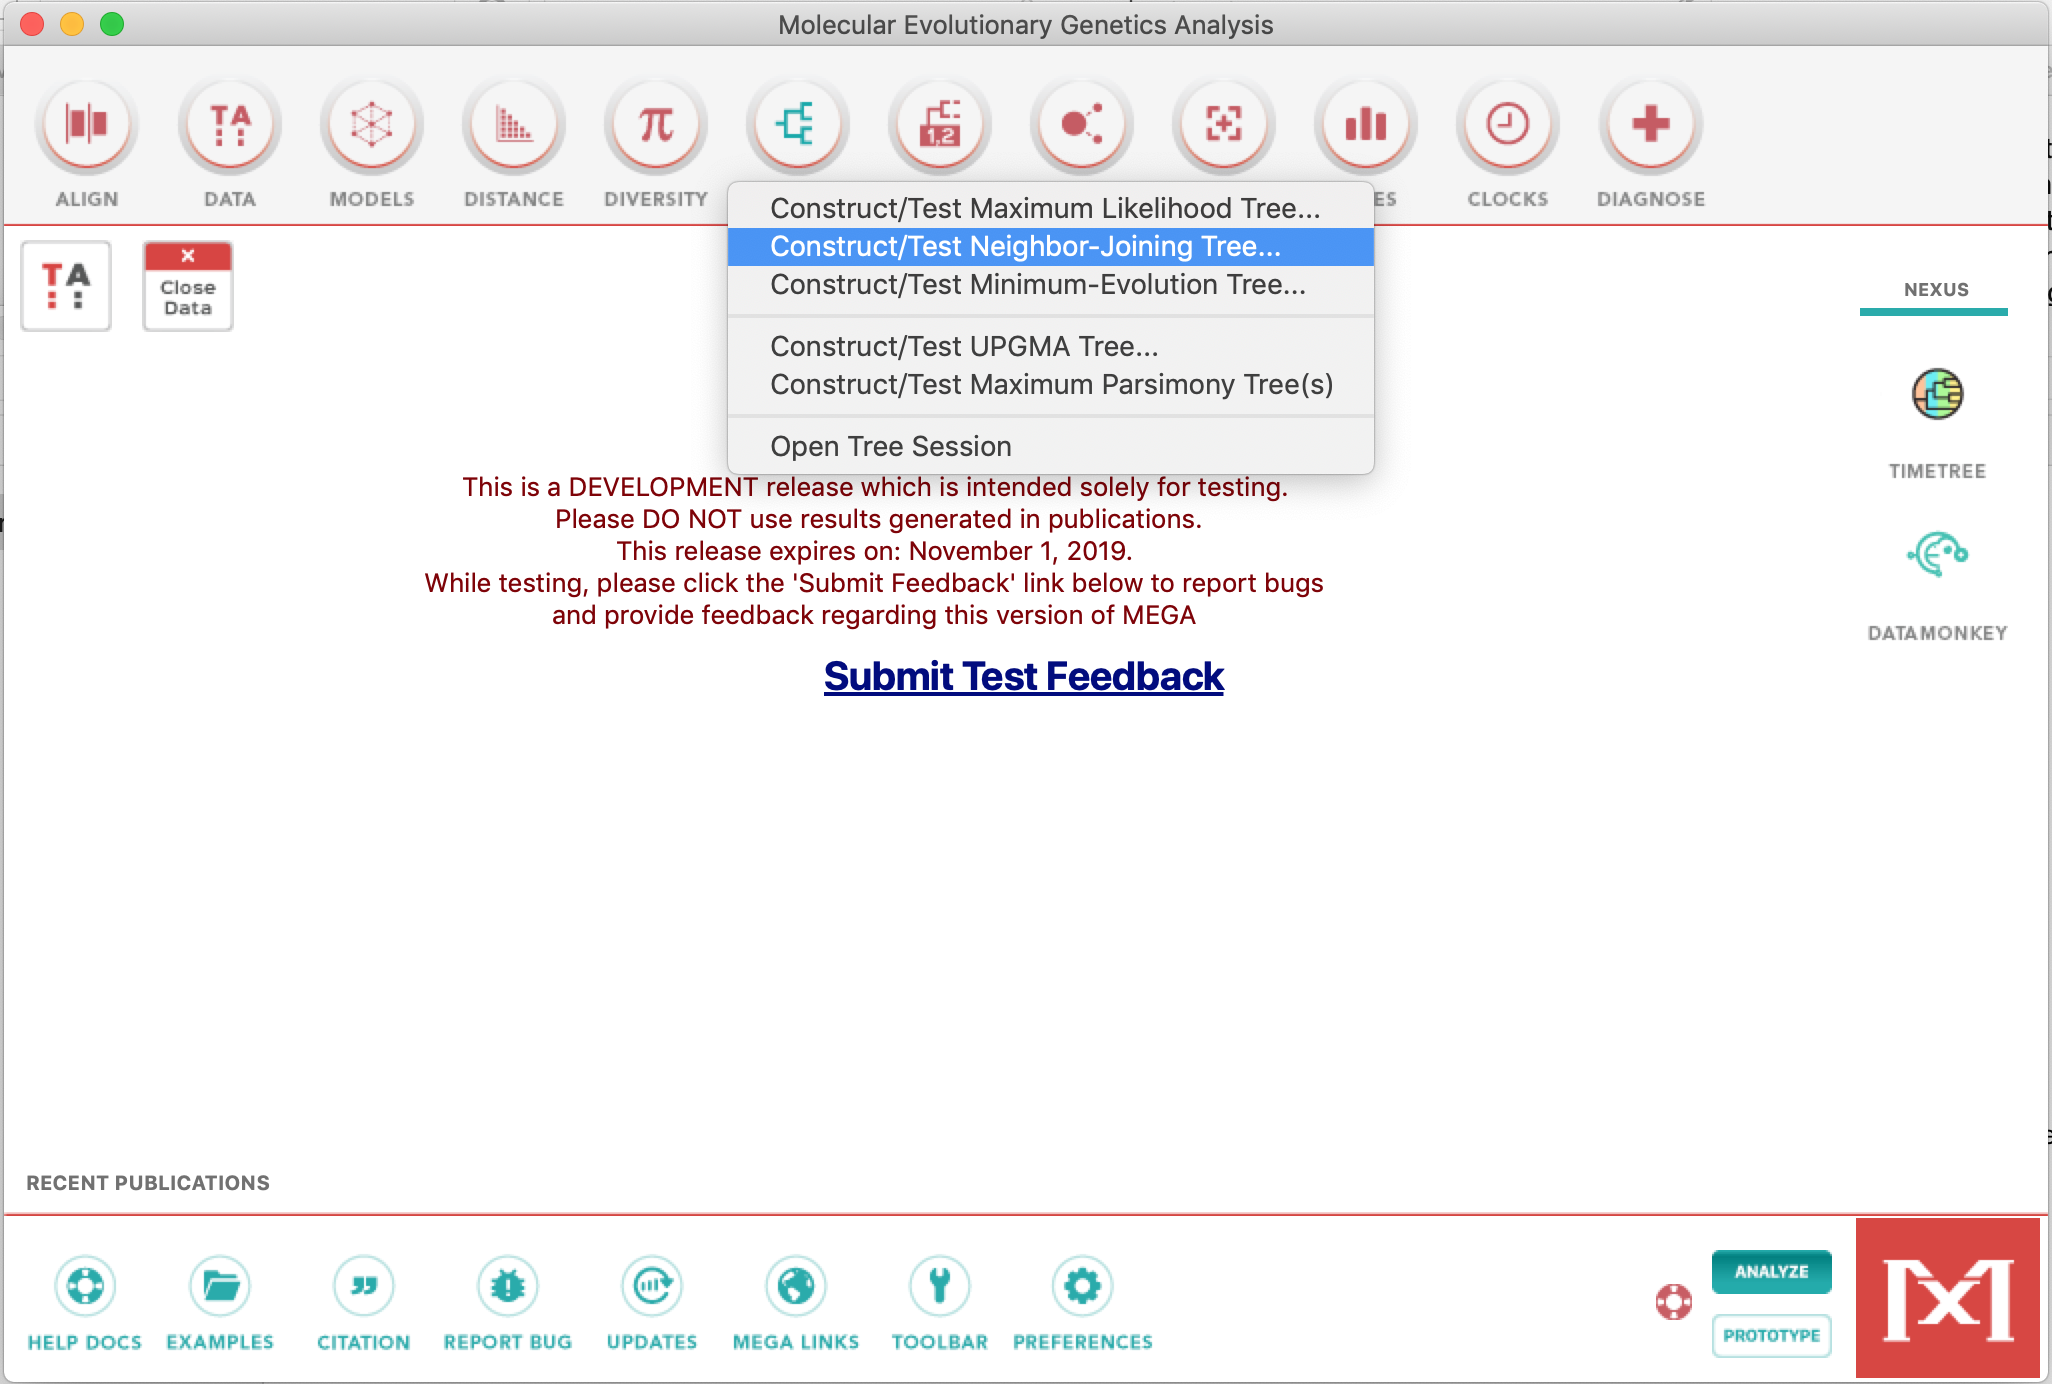 Molecular Evolutionary Genetics Analysis
TA
1,2
ALIGN
DATA
MODELS
DISTANCE
DIVERSITY
ES
CLOCKS
DIAGNOSE
Construct/Test Maximum Likelihood Tree...
Construct/Test Neighbor-Joining Tree...
Construct/Test Minimum-Evolution Tree...
Construct/Test UPGMA Tree...
Construct/Test Maximum Parsimony Tree(s)
Open Tree Session
TA
Close
Data
NEXUS
TIMETREE
DATAMONKEY
This is a DEVELOPMENT release which is intended solely for testing.
Please DO NOT use results generated in publications.
This release expires on: November 1, 2019.
While testing, please click the 'Submit Feedback' link below to report bugs
and provide feedback regarding this version of MEGA
Submit Test Feedback
RECENT PUBLICATIONS
HELP DOCS
EXAMPLES
CITATION
REPORT BUG
UPDATES
MEGA LINKS
TOOLBAR
PREFERENCES
ANALYZE
PROTOTYPE
MX